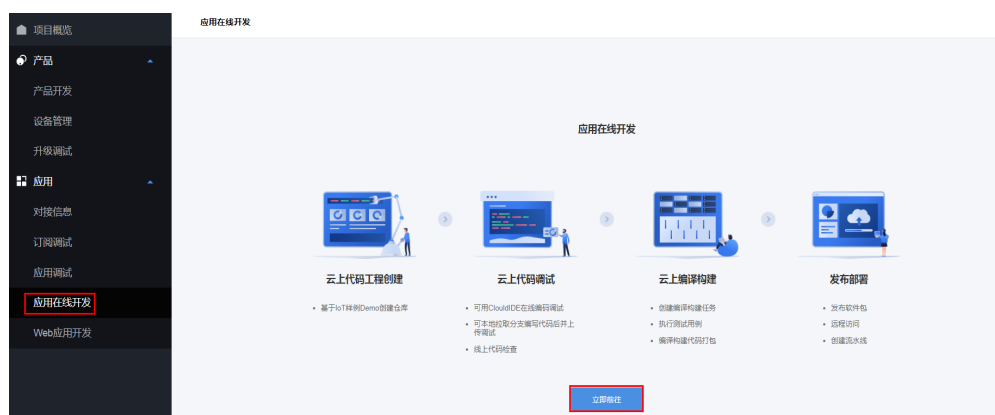 项目概览
产品
产品开发
设备管理
升级调试
应用
对接信息
订阅调试
应用调试
应用在线开发
Web应用开发
应用在线开发
应用在线开发
云上代码工程创建
• 基于IoT样例Demo创建仓库
云上代码调试
• 可用ClouldIDE在线编码调试
• 可本地拉取分支编写代码后并上
传调试
• 线上代码检查
云上编译构建
• 创建编译构建任务
• 执行测试用例
• 编译构建代码打包
发布部署
• 发布软件包
• 远程访问
• 创建流水线
立即前往